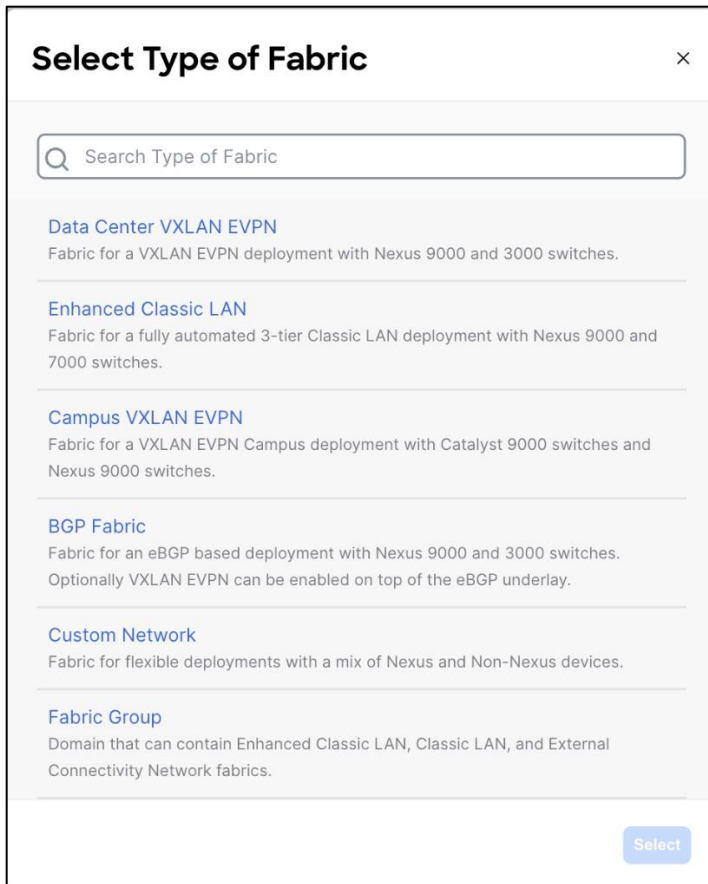 Select Type of Fabric
Search Type of Fabric
Data Center VXLAN EVPN
Fabric for a VXLAN EVPN deployment with Nexus 9000 and 3000 switches.
Enhanced Classic LAN
Fabric for a fully automated 3-tier Classic LAN deployment with Nexus 9000 and
7000 switches.
Campus VXLAN EVPN
Fabric for a VXLAN EVPN Campus deployment with Catalyst 9000 switches and
Nexus 9000 switches.
BGP Fabric
Fabric for an eBGP based deployment with Nexus 9000 and 3000 switches.
Optionally VXLAN EVPN can be enabled on top of the eBGP underlay.
Custom Network
Fabric for flexible deployments with a mix of Nexus and Non-Nexus devices.
Fabric Group
Domain that can contain Enhanced Classic LAN, Classic LAN, and External
Connectivity Network fabrics.
Select